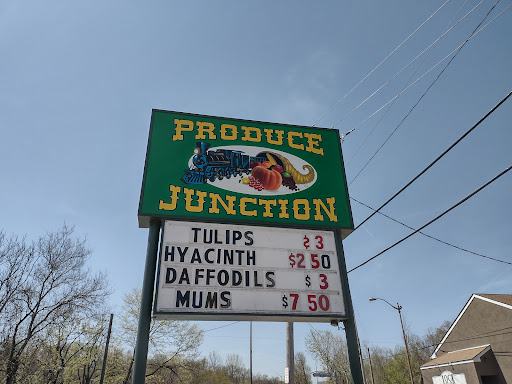 PRODUCE
JUNCTION
TULIPS $3
HYACINTH $2 50
DAFFODILS $3
MUMS $7 50